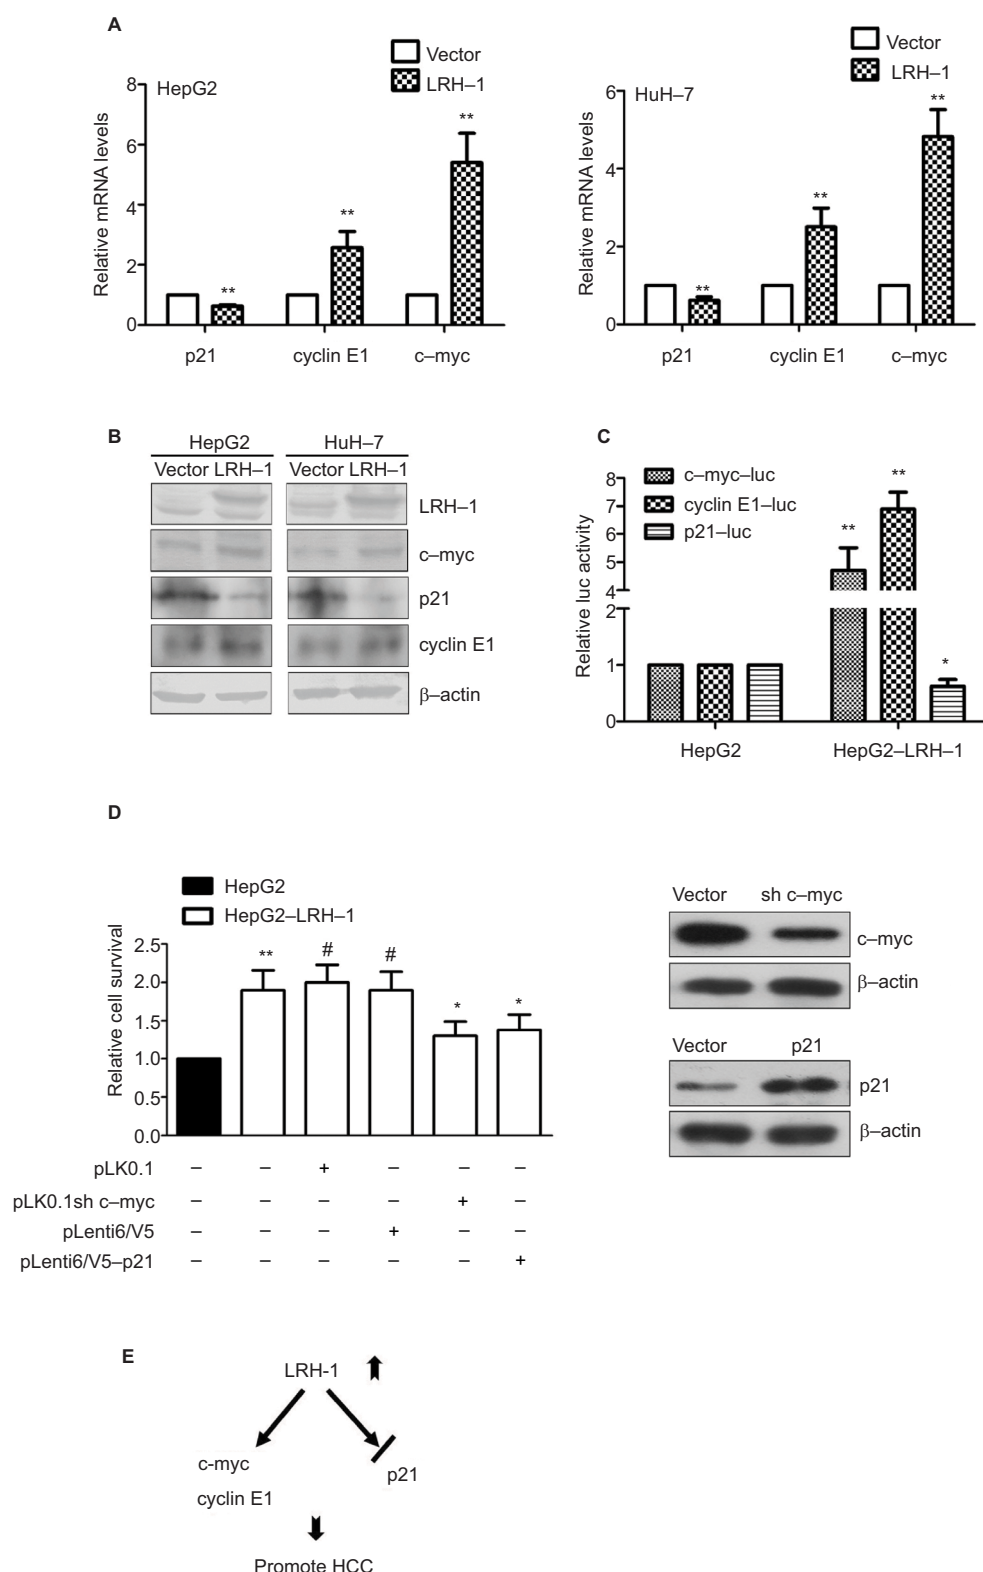 A
Vector
LRH–1
HepG2
Relative mRNA levels
8
6
4
2
0
**
**
**
p21 cyclin E1 c–myc
Vector
LRH–1
HuH–7
Relative mRNA levels
6
4
2
0
**
**
**
p21 cyclin E1 c–myc
B
HepG2 HuH–7
Vector LRH–1 Vector LRH–1
LRH–1
c–myc
p21
cyclin E1
β–actin
C
c–myc–luc
cyclin E1–luc
p21–luc
Relative luc activity
8
7
6
5
4
2
1
0
**
**
*
HepG2 HepG2–LRH–1
D
HepG2
HepG2–LRH–1
Relative cell survival
2.5
2.0
1.5
1.0
0.5
0.0
** # # * *
pLK0.1 – – + – – –
pLK0.1sh c–myc – – – – + –
pLenti6/V5 – – – + – –
pLenti6/V5–p21 – – – – – +
Vector sh c–myc
c–myc
β–actin
Vector p21
p21
β–actin
E
LRH-1
c-myc
p21
cyclin E1
Promote HCC